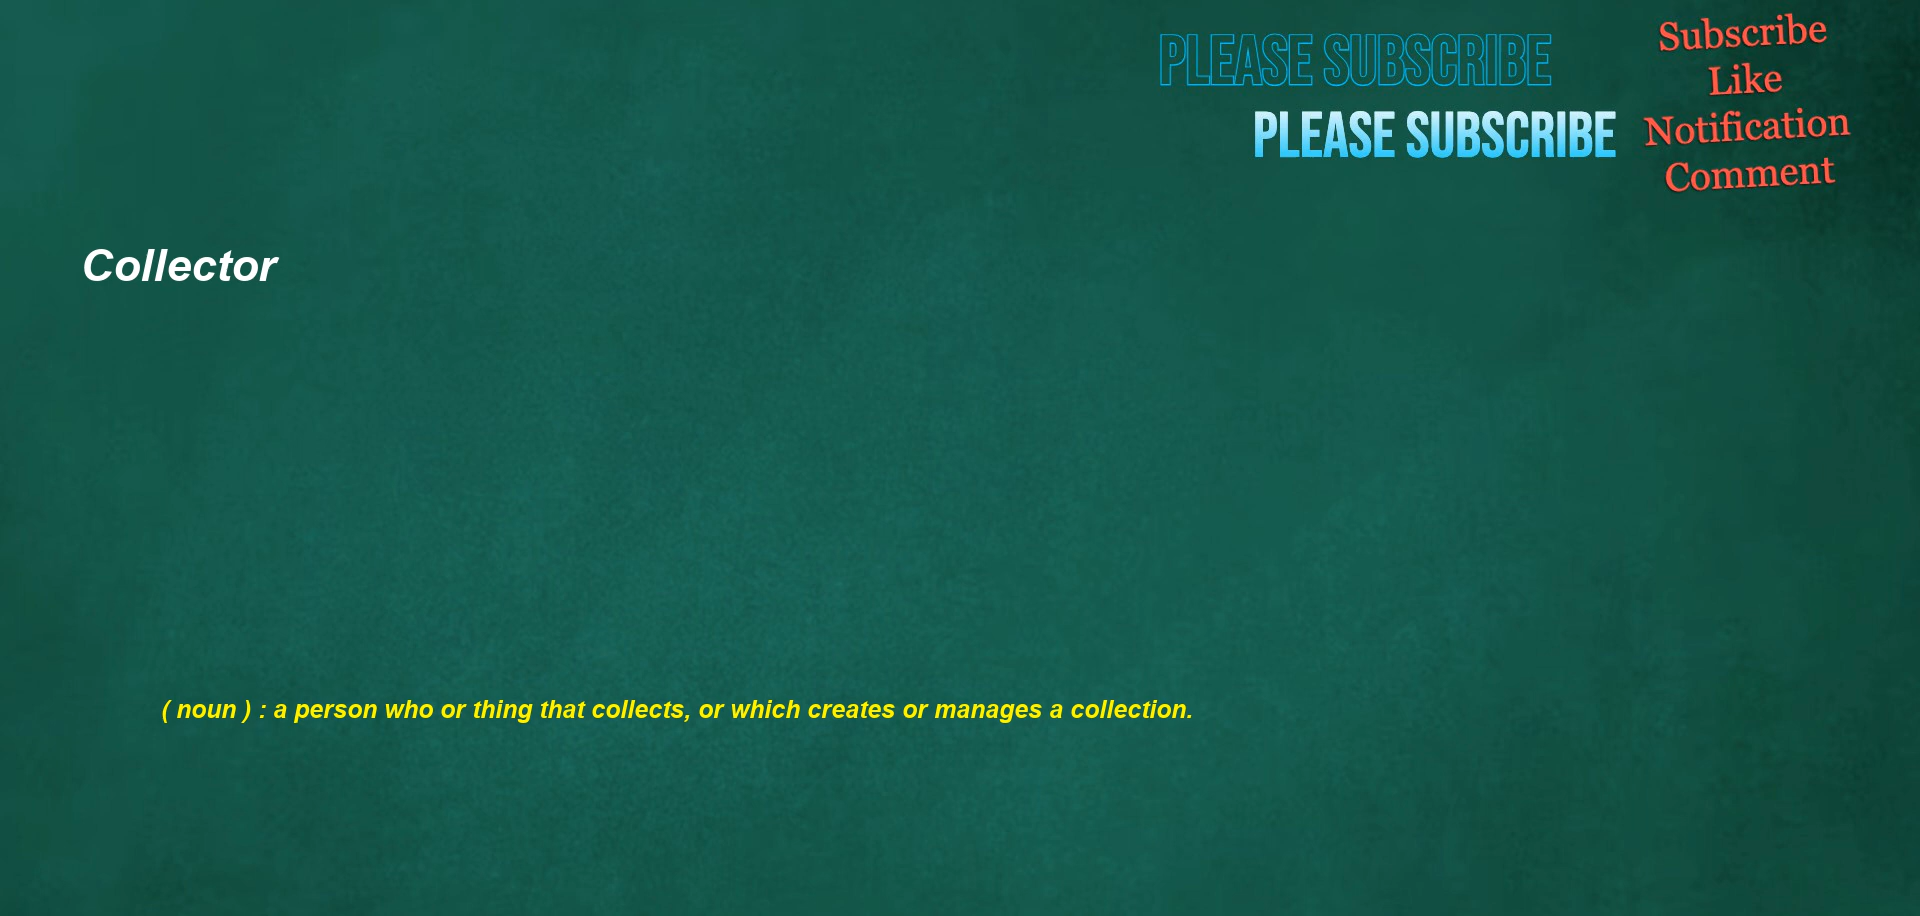 PLEASE SUBSCRIBE
PLEASE SUBSCRIBE
Subscribe
Like
Notification
Comment
Collector
( noun ) : a person who or thing that collects, or which creates or manages a collection.